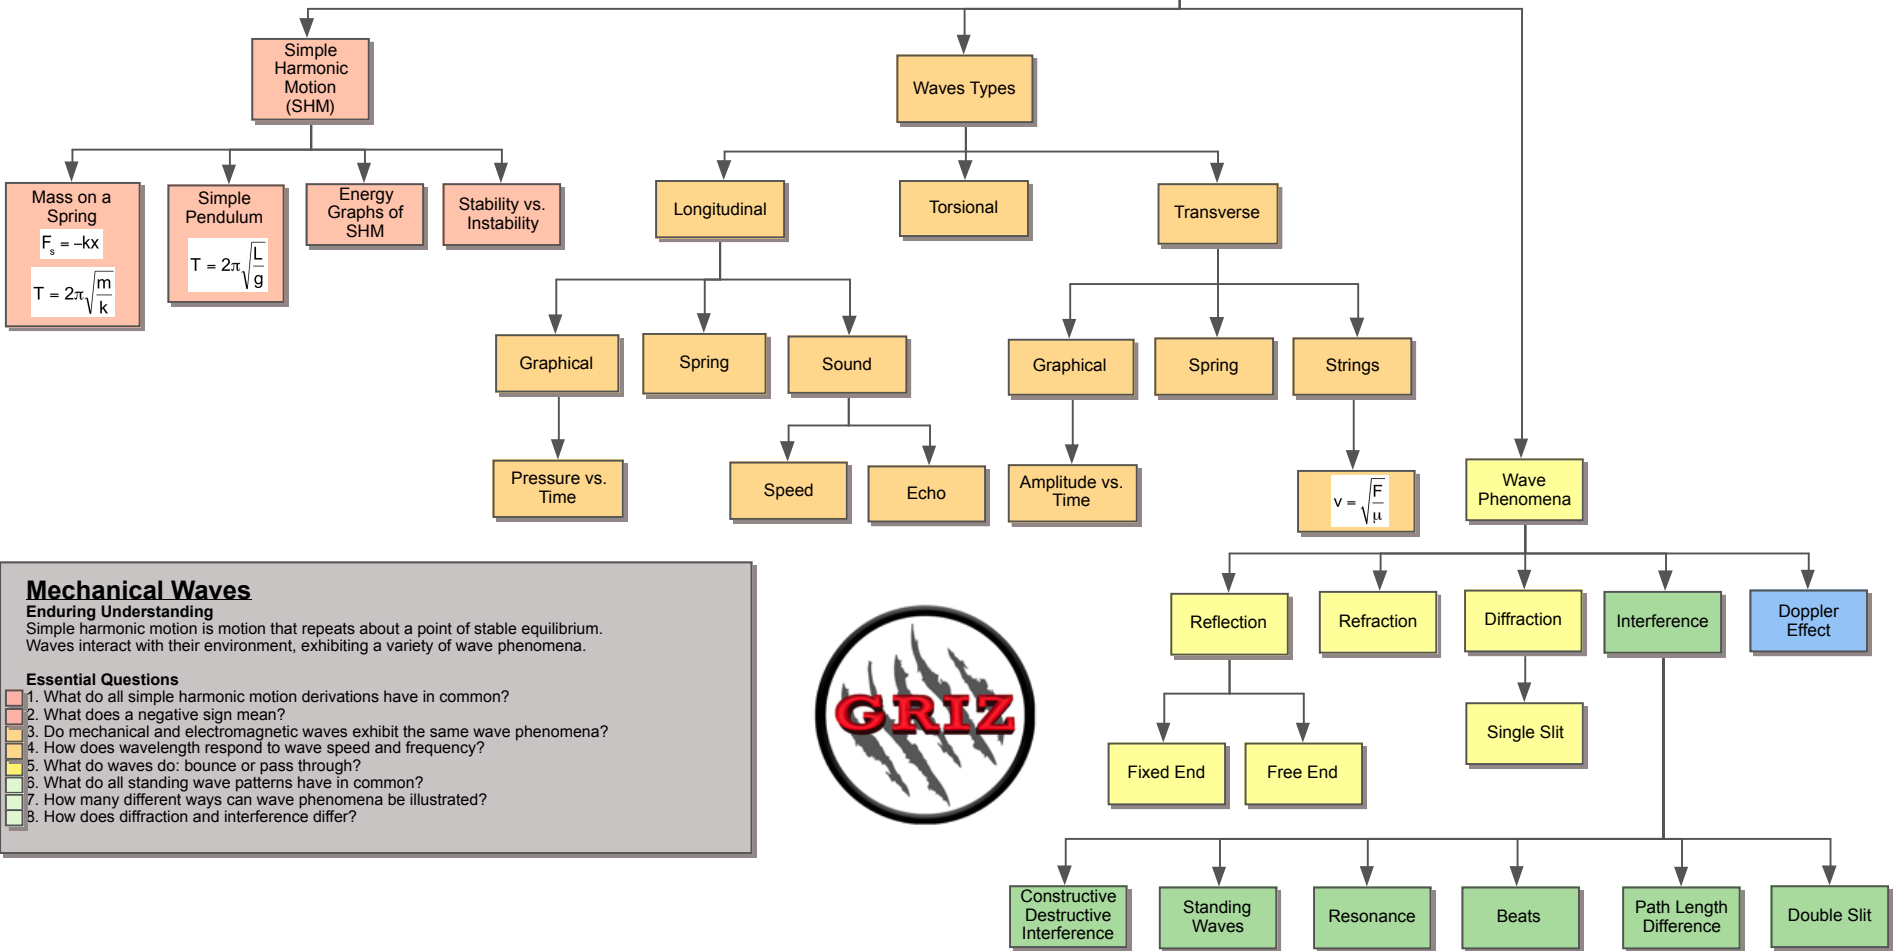 Simple
Harmonic
Motion
(SHM)
Waves Types
Mass on a
Spring
F_s = –kx
T = 2π√(m/k)
Simple
Pendulum
T = 2π√(L/g)
Energy
Graphs of
SHM
Stability vs.
Instability
Longitudinal
Torsional
Transverse
Graphical
Spring
Sound
Graphical
Spring
Strings
Pressure vs.
Time
Speed
Echo
Amplitude vs.
Time
v = √(F/μ)
Wave
Phenomena
Reflection
Refraction
Diffraction
Interference
Doppler
Effect
Fixed End
Free End
Single Slit
Constructive
Destructive
Interference
Standing
Waves
Resonance
Beats
Path Length
Difference
Double Slit
Mechanical Waves
Enduring Understanding
Simple harmonic motion is motion that repeats about a point of stable equilibrium.
Waves interact with their environment, exhibiting a variety of wave phenomena.
Essential Questions
1. What do all simple harmonic motion derivations have in common?
2. What does a negative sign mean?
3. Do mechanical and electromagnetic waves exhibit the same wave phenomena?
4. How does wavelength respond to wave speed and frequency?
5. What do waves do: bounce or pass through?
6. What do all standing wave patterns have in common?
7. How many different ways can wave phenomena be illustrated?
8. How does diffraction and interference differ?
GRIZ